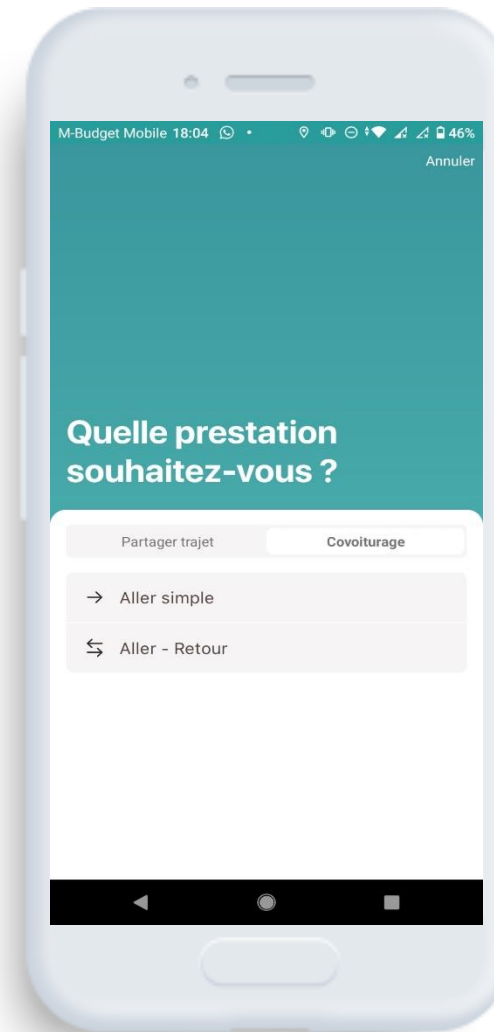 M-Budget Mobile 18:04 46%
Annuler
Quelle prestation
souhaitez-vous ?
Partager trajet Covoiturage
Aller simple
Aller - Retour